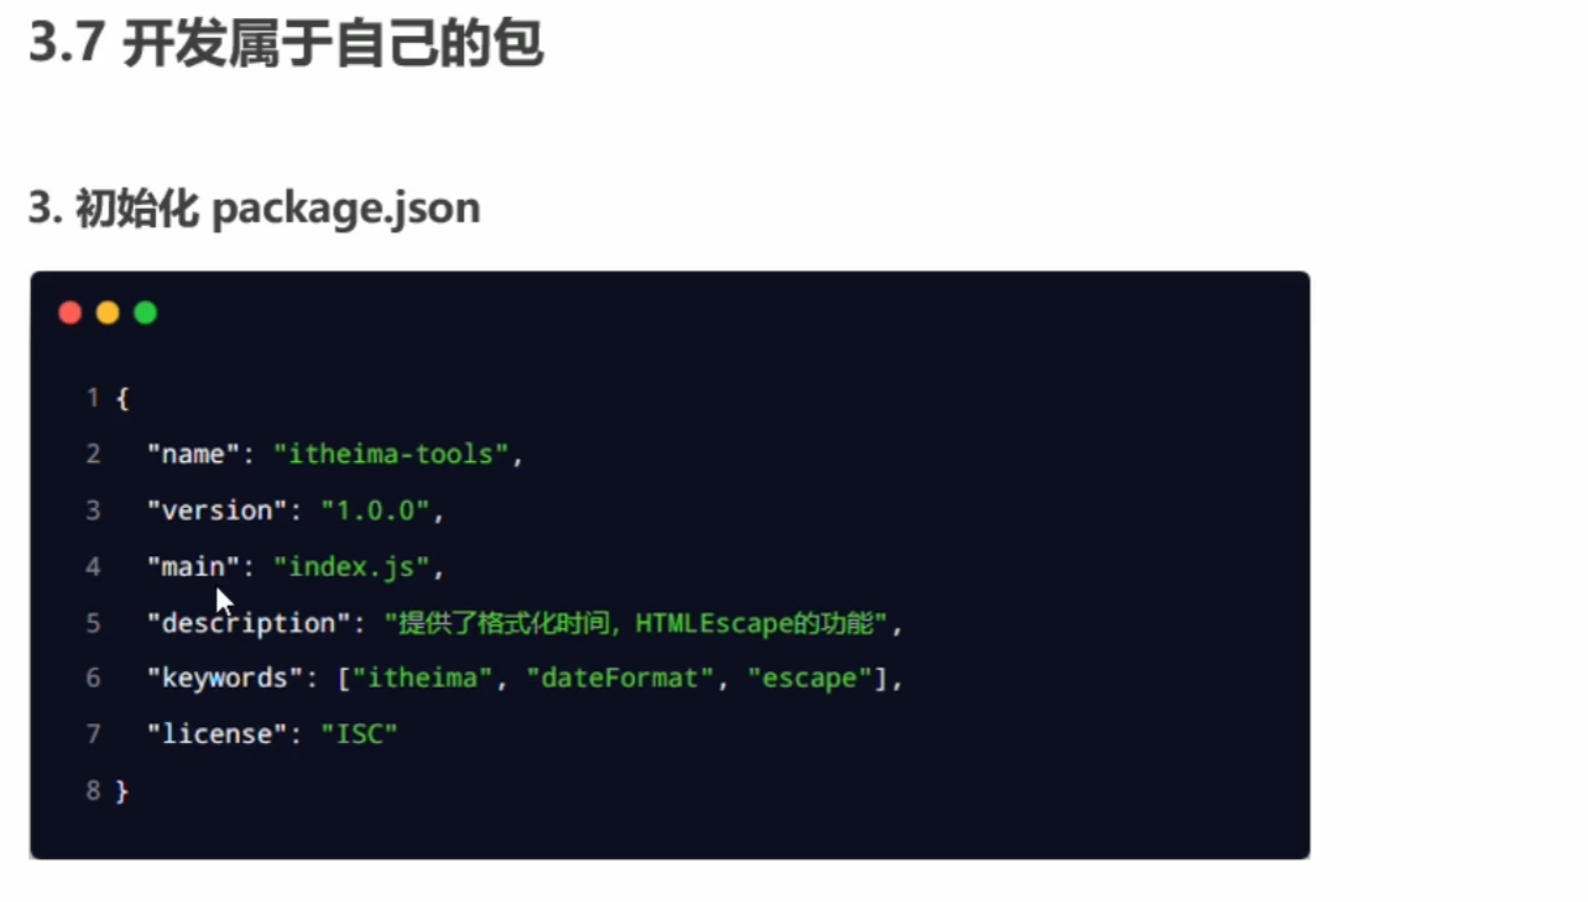 3.7 开发属于自己的包
3. 初始化 package.json
1 {
2 "name": "itheima-tools",
3 "version": "1.0.0",
4 "main": "index.js",
5 "description": "提供了格式化时间，HTMLEscape的功能",
6 "keywords": ["itheima", "dateFormat", "escape"],
7 "license": "ISC"
8 }